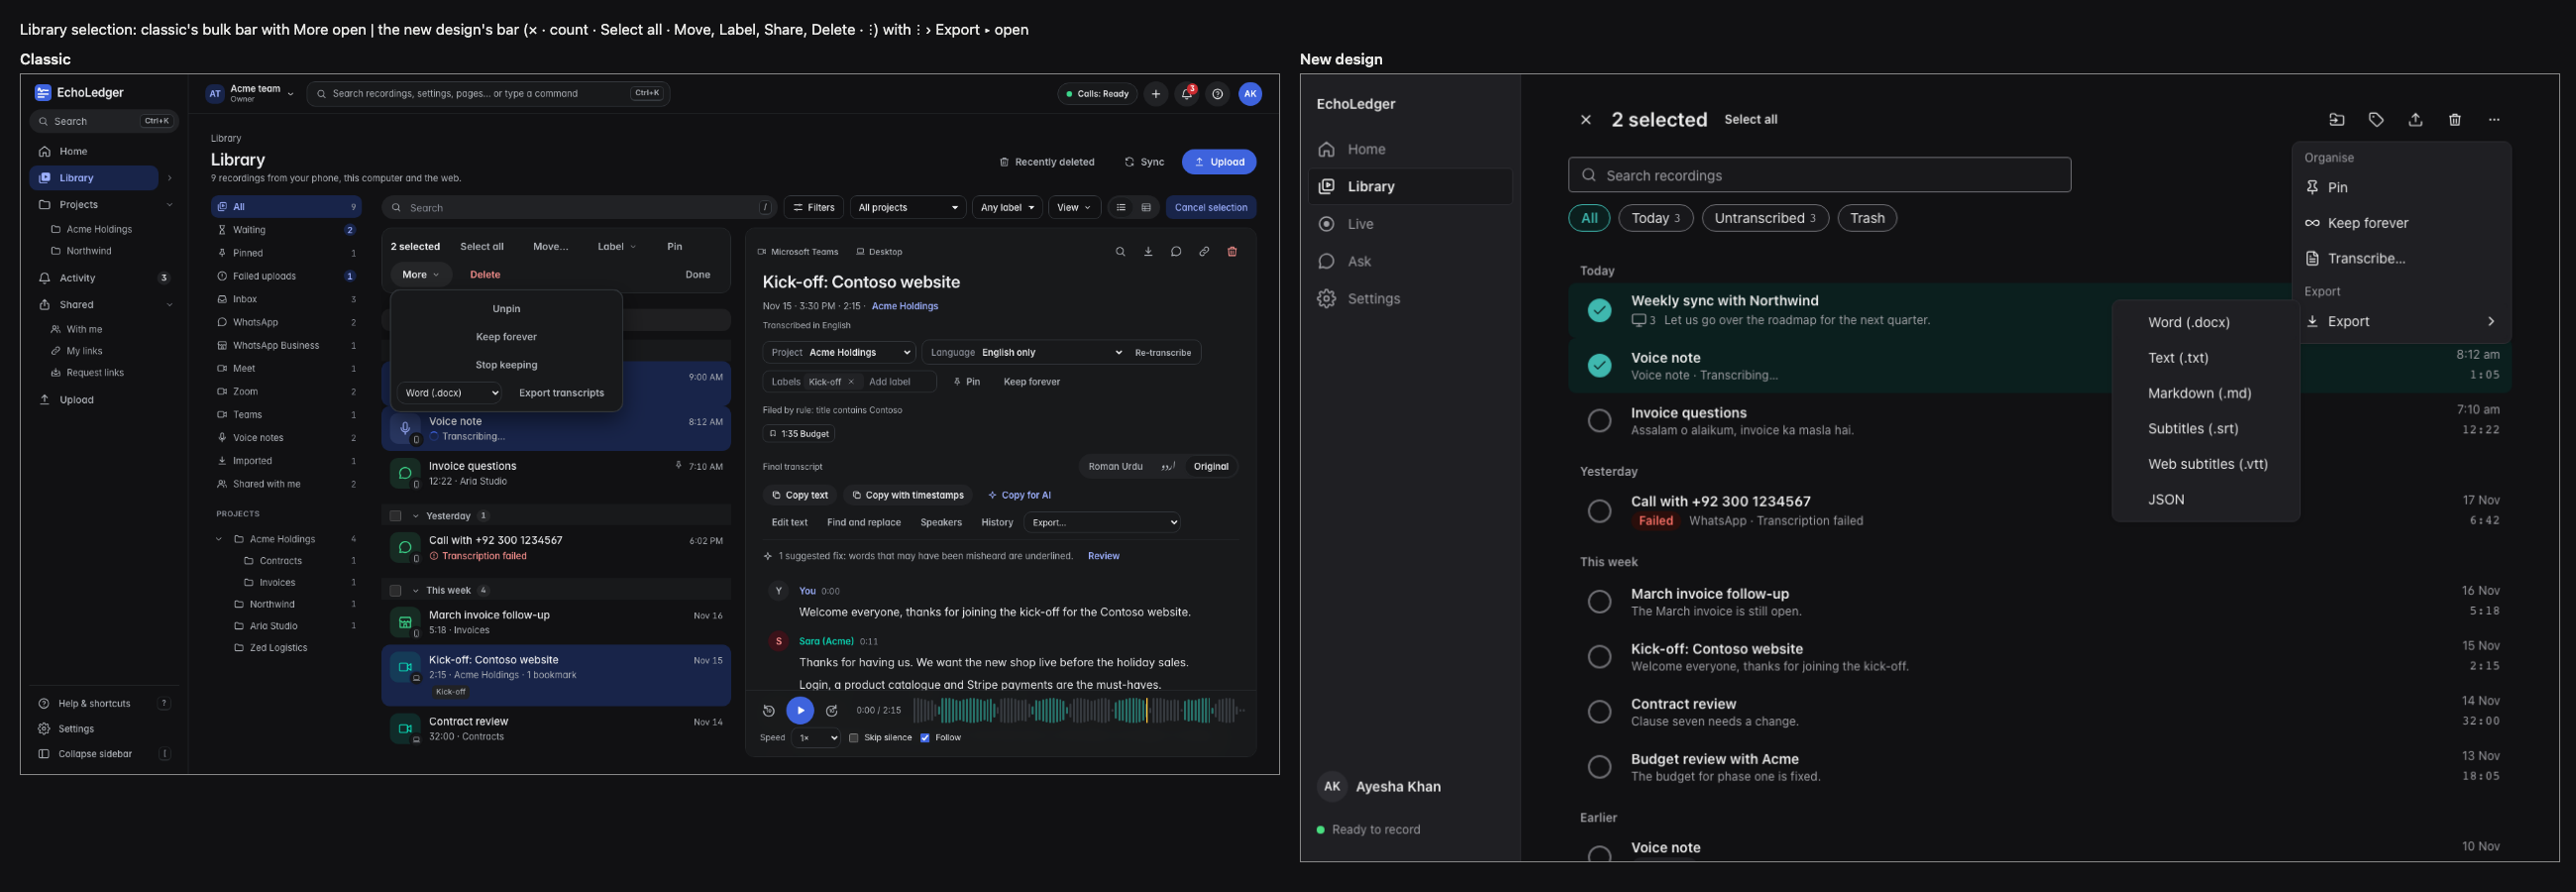 Library selection: classic's bulk bar with More open | the new design's bar (× · count · Select all · Move, Label, Share, Delete · ⋮) with ⋮ › Export ▸ open
Classic
EchoLedger
Search Ctrl+K
Home
Library
Projects
Acme Holdings
Northwind
Activity 3
Shared
With me
My links
Request links
Upload
Help & shortcuts ?
Settings
Collapse sidebar [
AT Acme team
Owner
Search recordings, settings, pages... or type a command Ctrl+K
Calls: Ready
3
AK
Library
Library
9 recordings from your phone, this computer and the web.
Recently deleted
Sync
Upload
All 9
Waiting 2
Pinned 1
Failed uploads 1
Inbox 3
WhatsApp 2
WhatsApp Business 1
Meet 1
Zoom 2
Teams 1
Voice notes 2
Imported 1
Shared with me 2
PROJECTS
Acme Holdings 4
Contracts 1
Invoices 1
Northwind 1
Aria Studio 1
Zed Logistics
Search /
Filters
All projects
Any label
View
Cancel selection
2 selected Select all Move... Label Pin
More Delete Done
Unpin
Keep forever
Stop keeping
Word (.docx) Export transcripts
9:00 AM
Voice note 8:12 AM
Transcribing...
Invoice questions 7:10 AM
12:22 · Aria Studio
Yesterday 1
Call with +92 300 1234567 6:02 PM
Transcription failed
This week 4
March invoice follow-up Nov 16
5:18 · Invoices
Kick-off: Contoso website Nov 15
2:15 · Acme Holdings · 1 bookmark
Kick-off
Contract review Nov 14
32:00 · Contracts
Microsoft Teams Desktop
Kick-off: Contoso website
Nov 15 · 3:30 PM · 2:15 · Acme Holdings
Transcribed in English
Project Acme Holdings Language English only Re-transcribe
Labels Kick-off × Add label Pin Keep forever
Filed by rule: title contains Contoso
1:35 Budget
Final transcript Roman Urdu اردو Original
Copy text Copy with timestamps Copy for AI
Edit text Find and replace Speakers History Export...
1 suggested fix: words that may have been misheard are underlined. Review
Y You 0:00
Welcome everyone, thanks for joining the kick-off for the Contoso website.
S Sara (Acme) 0:11
Thanks for having us. We want the new shop live before the holiday sales.
Login, a product catalogue and Stripe payments are the must-haves.
0:00 / 2:15
Speed 1× Skip silence Follow
New design
EchoLedger
Home
Library
Live
Ask
Settings
AK Ayesha Khan
Ready to record
2 selected Select all
Search recordings
All
Today 3
Untranscribed 3
Trash
Organise
Pin
Keep forever
Transcribe...
Export
Export
Word (.docx)
Text (.txt)
Markdown (.md)
Subtitles (.srt)
Web subtitles (.vtt)
JSON
Today
Weekly sync with Northwind
3 Let us go over the roadmap for the next quarter.
Voice note 8:12 am
Voice note · Transcribing... 1:05
Invoice questions 7:10 am
Assalam o alaikum, invoice ka masla hai. 12:22
Yesterday
Call with +92 300 1234567 17 Nov
Failed WhatsApp · Transcription failed 6:42
This week
March invoice follow-up 16 Nov
The March invoice is still open. 5:18
Kick-off: Contoso website 15 Nov
Welcome everyone, thanks for joining the kick-off. 2:15
Contract review 14 Nov
Clause seven needs a change. 32:00
Budget review with Acme 13 Nov
The budget for phase one is fixed. 18:05
Earlier
Voice note 10 Nov